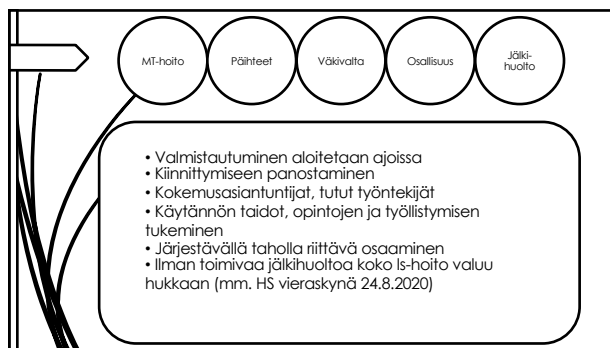 MT-hoito
Päihteet
Väkivalta
Osallisuus
Jälki-
huolto
• Valmistautuminen aloitetaan ajoissa
• Kiinnittymiseen panostaminen
• Kokemusasiantuntijat, tutut työntekijät
• Käytännön taidot, opintojen ja työllistymisen
tukeminen
• Järjestävällä taholla riittävä osaaminen
• Ilman toimivaa jälkihuoltoa koko ls-hoito valuu
hukkaan (mm. HS vieraskynä 24.8.2020)